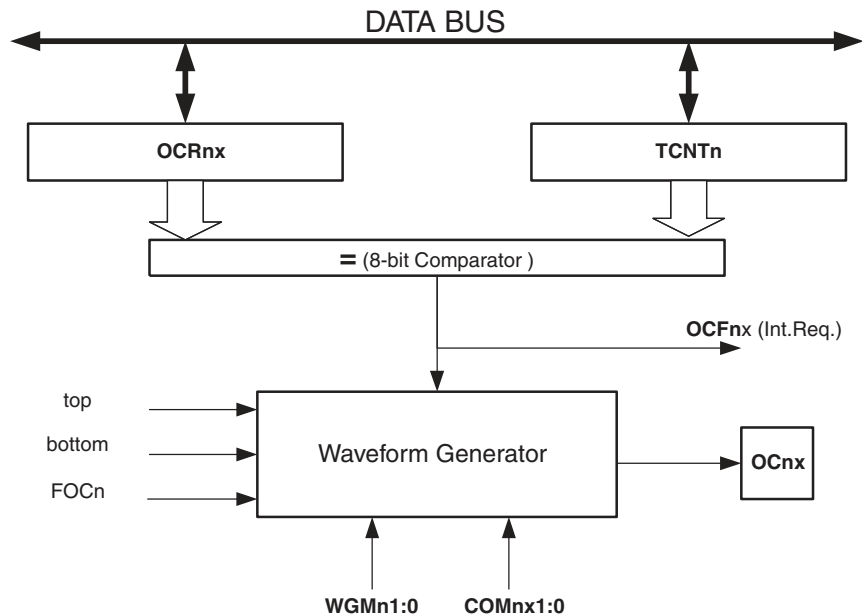 DATA BUS
OCRnx
TCNTn
= (8-bit Comparator )
OCFnx (Int.Req.)
top
bottom
FOCn
Waveform Generator
OCnx
WGMn1:0
COMnx1:0